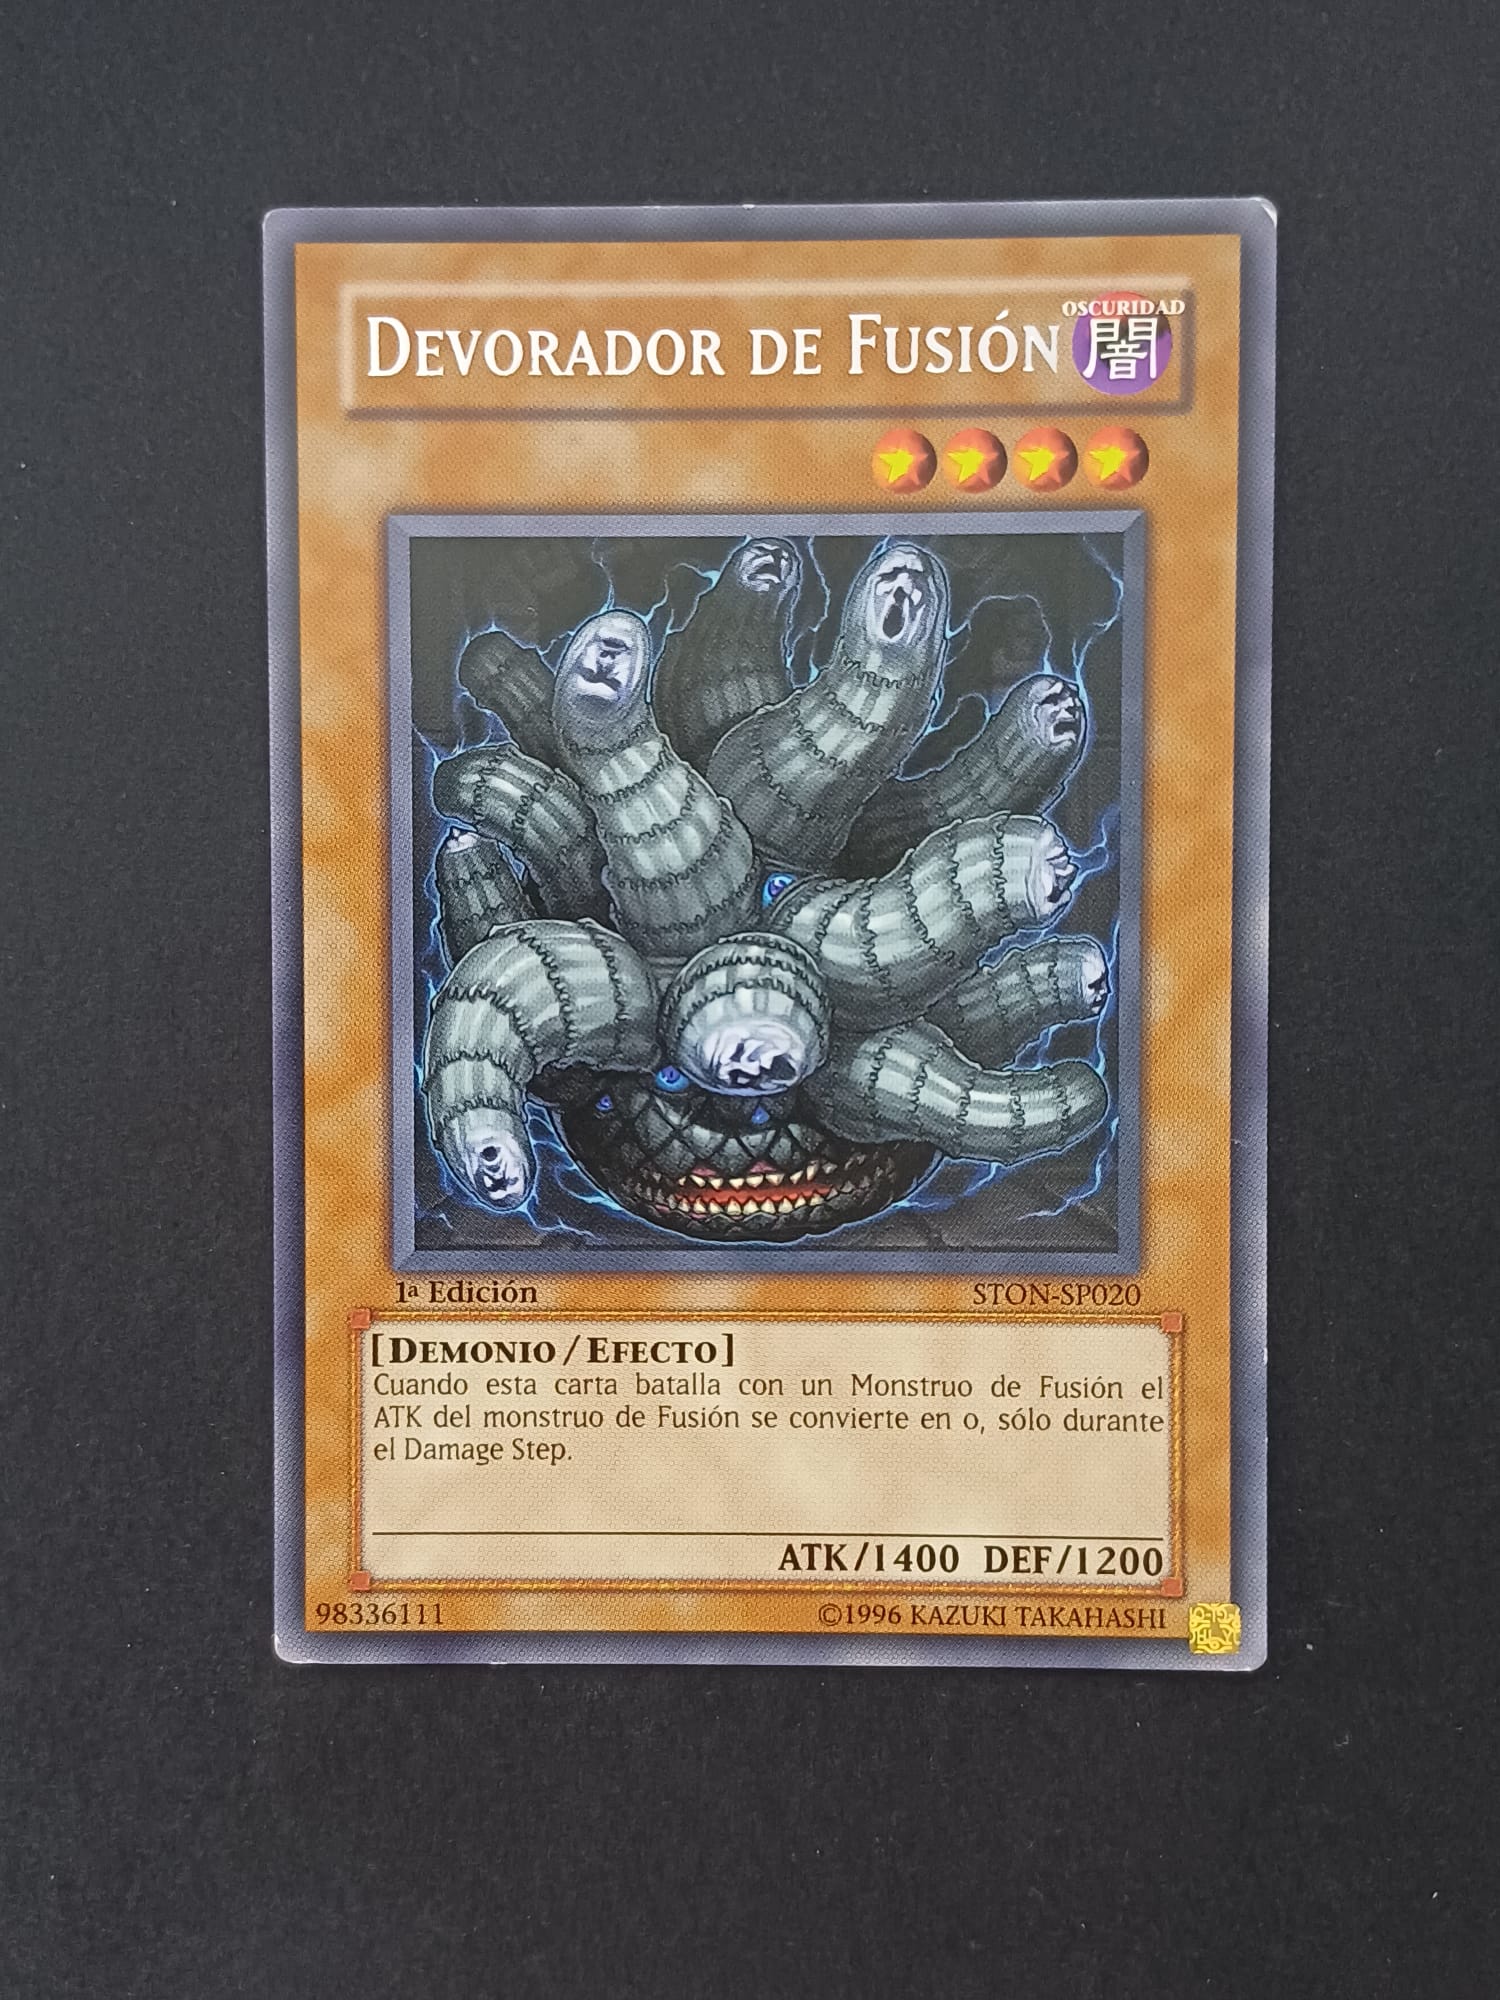 DEVORADOR DE FUSIÓN
OSCURIDAD
闇
1ª Edición
STON-SP020
[DEMONIO/EFECTO]
Cuando esta carta batalla con un Monstruo de Fusión el
ATK del monstruo de Fusión se convierte en 0, sólo durante
el Damage Step.
ATK/1400 DEF/1200
98336111
©1996 KAZUKI TAKAHASHI